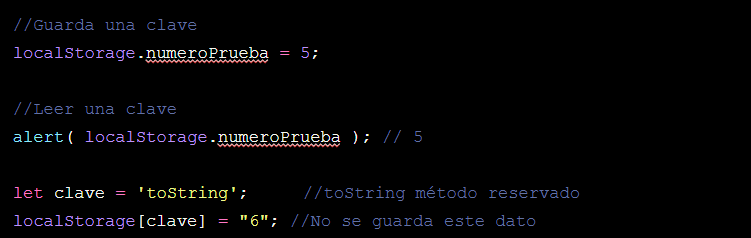 //Guarda una clave
localStorage.numeroPrueba = 5;
//Leer una clave
alert( localStorage.numeroPrueba ); // 5
let clave = 'toString';      //toString método reservado
localStorage[clave] = "6"; //No se guarda este dato